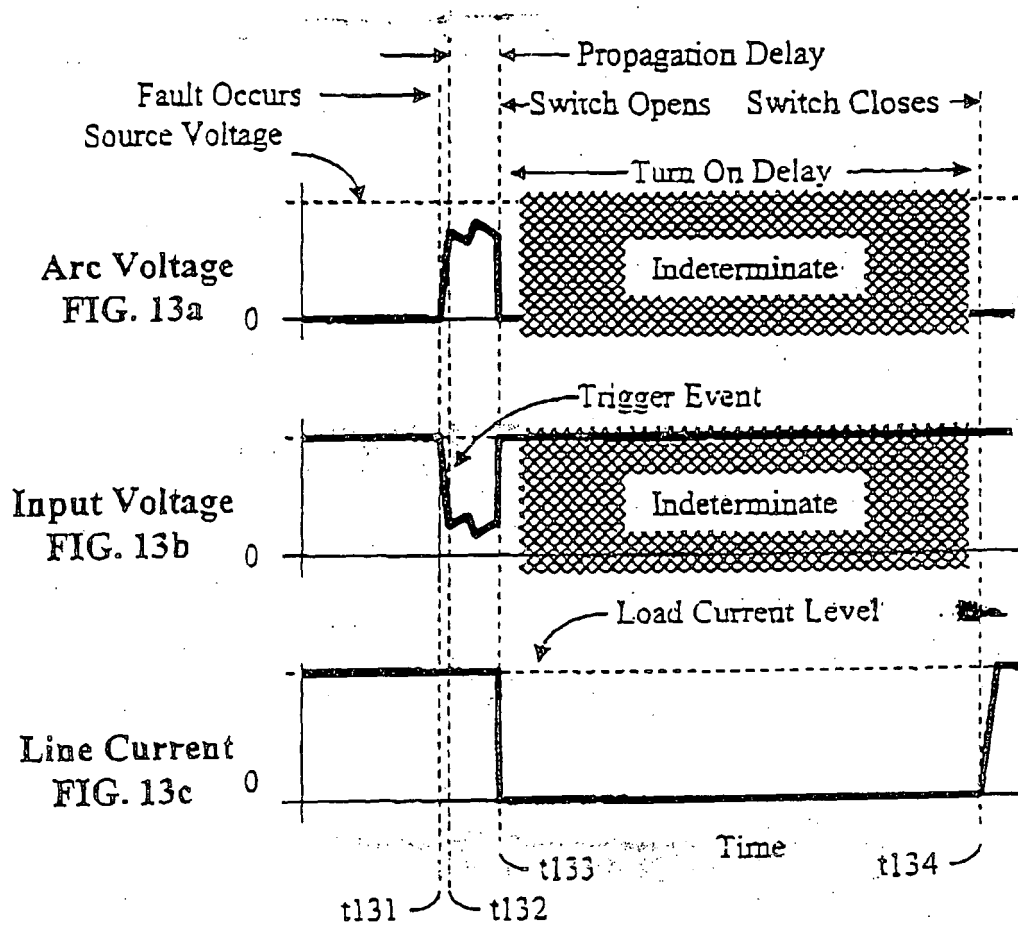 Propagation Delay
Fault Occurs
Switch Opens
Switch Closes
Source Voltage
Turn On Delay
Arc Voltage
FIG. 13a
0
Indeterminate
Trigger Event
Input Voltage
FIG. 13b
0
Indeterminate
Load Current Level
Line Current
FIG. 13c
0
Time
t133
t134
t131
t132